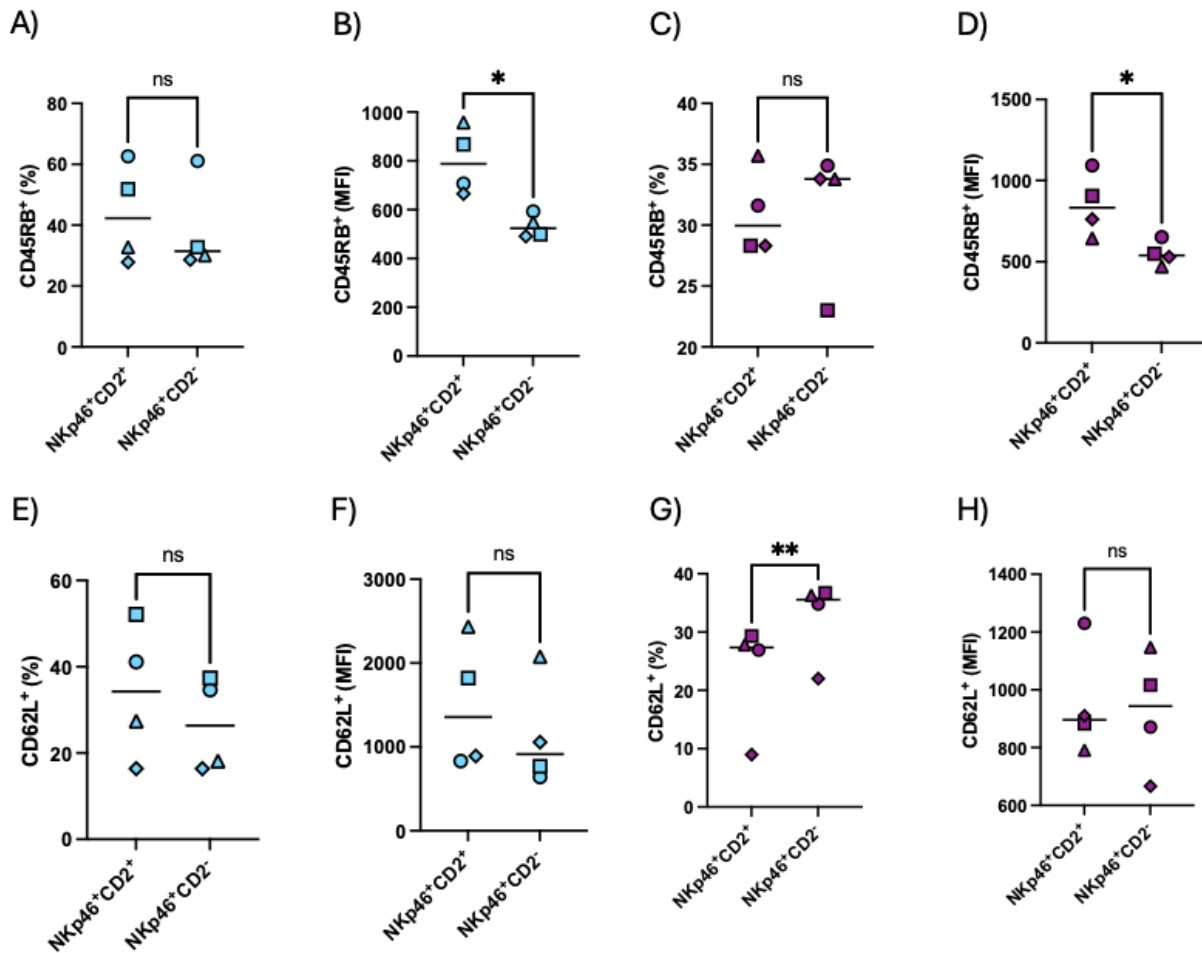 A)
ns
80
60
40
20
0
CD45RB⁺ (%)
NKp46⁺CD2⁺
NKp46⁺CD2⁻
B)
*
1000
800
600
400
200
0
CD45RB⁺ (MFI)
NKp46⁺CD2⁺
NKp46⁺CD2⁻
C)
ns
40
35
30
25
20
CD45RB⁺ (%)
NKp46⁺CD2⁺
NKp46⁺CD2⁻
D)
*
1500
1000
500
0
CD45RB⁺ (MFI)
NKp46⁺CD2⁺
NKp46⁺CD2⁻
E)
ns
60
40
20
0
CD62L⁺ (%)
NKp46⁺CD2⁺
NKp46⁺CD2⁻
F)
ns
3000
2000
1000
0
CD62L⁺ (MFI)
NKp46⁺CD2⁺
NKp46⁺CD2⁻
G)
**
40
30
20
10
0
CD62L⁺ (%)
NKp46⁺CD2⁺
NKp46⁺CD2⁻
H)
ns
1400
1200
1000
800
600
CD62L⁺ (MFI)
NKp46⁺CD2⁺
NKp46⁺CD2⁻